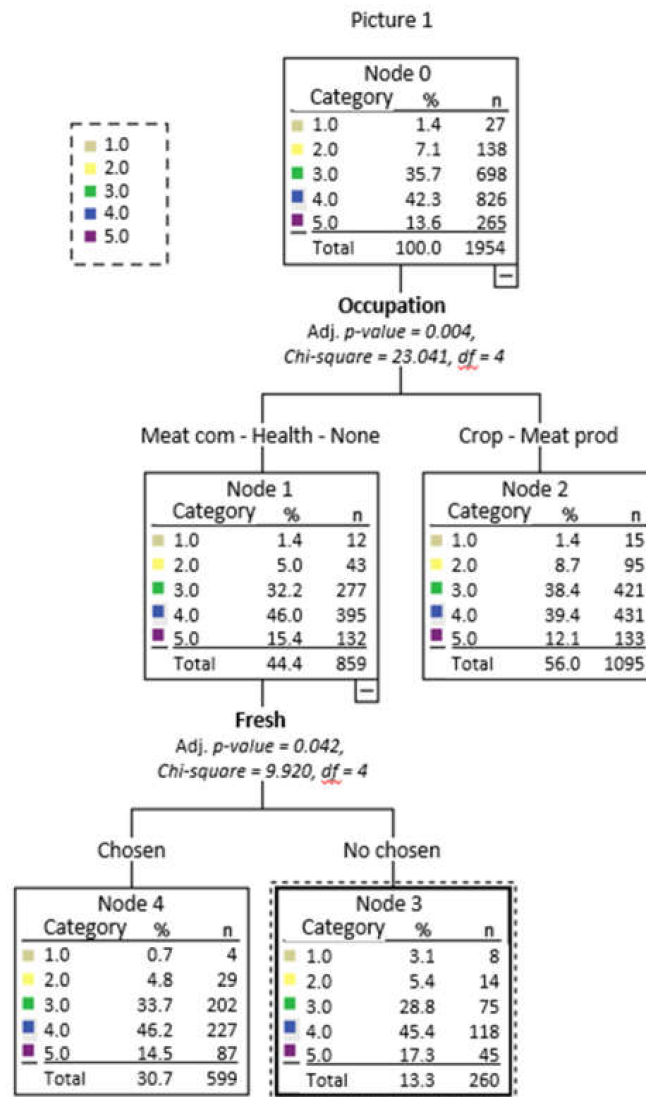 Picture 1
Node 0
Category % n
1.0 1.4 27
2.0 7.1 138
3.0 35.7 698
4.0 42.3 826
5.0 13.6 265
Total 100.0 1954
1.0
2.0
3.0
4.0
5.0
Occupation
Adj. p-value = 0.004,
Chi-square = 23.041, df = 4
Meat com - Health - None
Crop - Meat prod
Node 1
Category % n
1.0 1.4 12
2.0 5.0 43
3.0 32.2 277
4.0 46.0 395
5.0 15.4 132
Total 44.4 859
Node 2
Category % n
1.0 1.4 15
2.0 8.7 95
3.0 38.4 421
4.0 39.4 431
5.0 12.1 133
Total 56.0 1095
Fresh
Adj. p-value = 0.042,
Chi-square = 9.920, df = 4
Chosen
No chosen
Node 4
Category % n
1.0 0.7 4
2.0 4.8 29
3.0 33.7 202
4.0 46.2 227
5.0 14.5 87
Total 30.7 599
Node 3
Category % n
1.0 3.1 8
2.0 5.4 14
3.0 28.8 75
4.0 45.4 118
5.0 17.3 45
Total 13.3 260